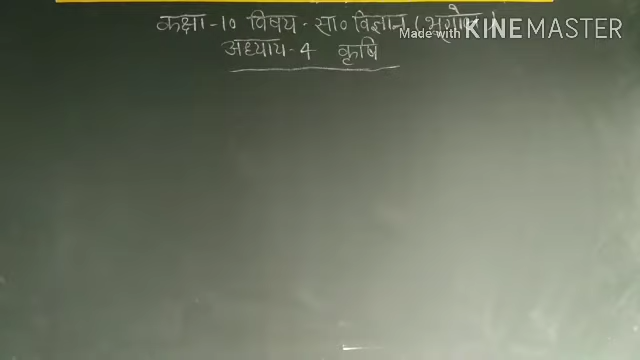 कक्षा -10 विषय - सा० विज्ञान ( भूगोल )
Made with KINEMASTER
अध्याय - 4 कृषि